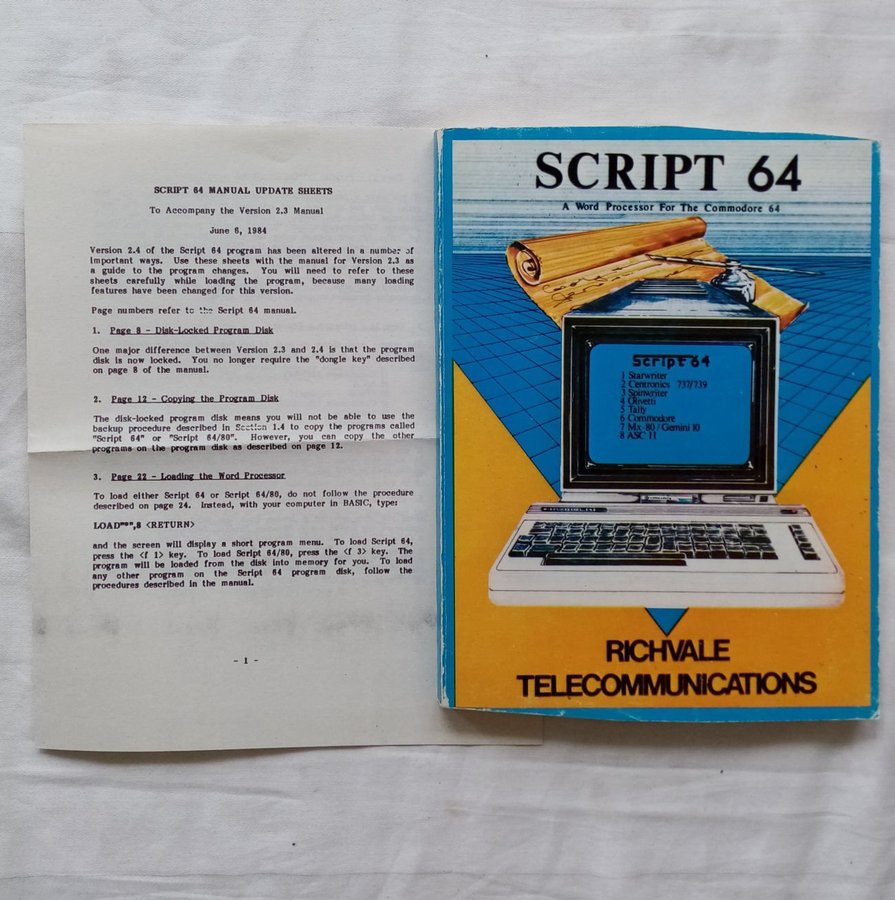 SCRIPT 64 MANUAL UPDATE SHEETS
To Accompany the Version 2.3 Manual
June 6, 1984
Version 2.4 of the Script 64 program has been altered in a number of
important ways. Use these sheets with the manual for Version 2.3 as
a guide to the program changes. You will need to refer to these
sheets carefully while loading the program, because many loading
features have been changed for this version.
Page numbers refer to the Script 64 manual.
1. Page 8 - Disk-Locked Program Disk
One major difference between Version 2.3 and 2.4 is that the program
disk is now locked. You no longer require the "dongle key" described
on page 8 of the manual.
2. Page 12 - Copying the Program Disk
The disk-locked program disk means you will not be able to use the
backup procedure described in Section 1.4 to copy the programs called
"Script 64" or "Script 64/80". However, you can copy the other
programs on the program disk as described on page 12.
3. Page 22 - Loading the Word Processor
To load either Script 64 or Script 64/80, do not follow the procedure
described on page 24. Instead, with your computer in BASIC, type:
LOAD"*",8 <RETURN>
and the screen will display a short program menu. To load Script 64,
press the <f 1> key. To load Script 64/80, press the <f 3> key. The
program will be loaded from the disk into memory for you. To load
any other program on the Script 64 program disk, follow the
procedures described in the manual.
- 1 -
SCRIPT 64
A Word Processor For The Commodore 64
Script 64
1 Starwriter
2 Centronics 737/739
3 Spinwriter
4 Olivetti
5 Tally
6 Commodore
7 Mx-80/Gemini 10
8 ASC 11
RICHVALE
TELECOMMUNICATIONS